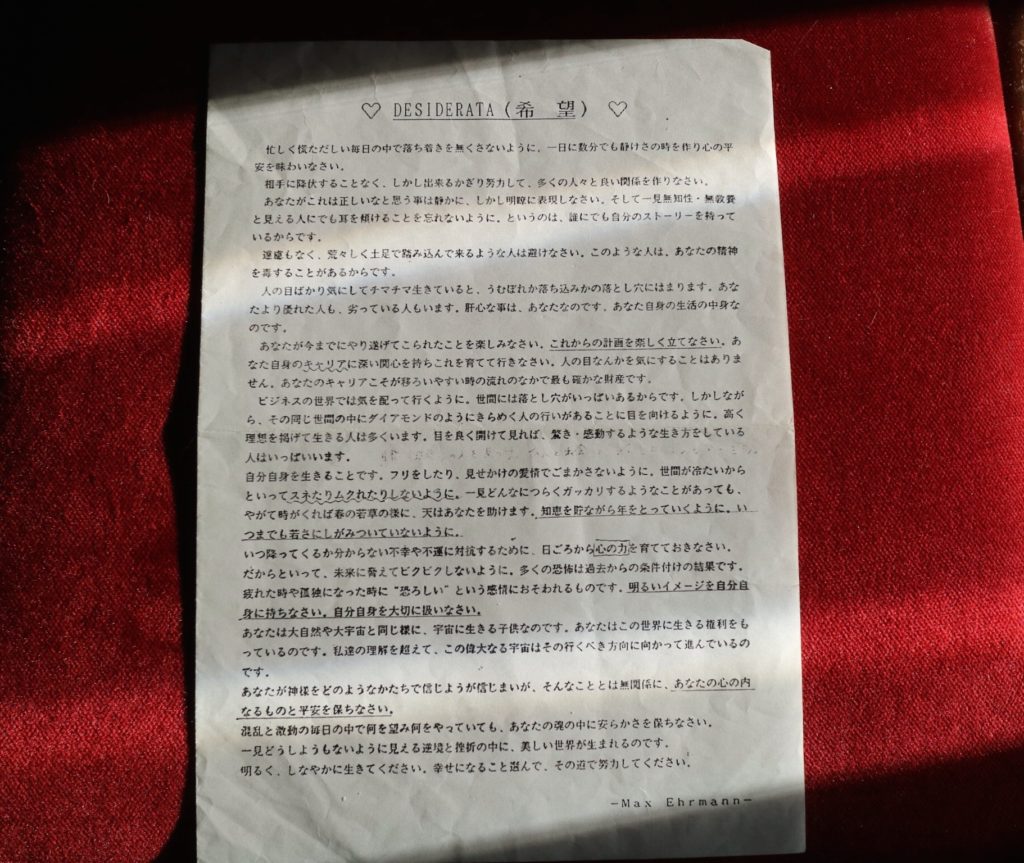 ♡ DESIDERATA (希 望) ♡
忙しく慌ただしい毎日の中で落ち着きを無くさないように。一日に数分でも静けさの時を作り心の平
安を味わいなさい。
相手に降伏することなく、しかし出来るかぎり努力して、多くの人々と良い関係を作りなさい。
あなたがこれは正しいなと思う事は静かに、しかし明瞭に表現しなさい。そして一見無知性・無教養
と見える人にでも耳を傾けることを忘れないように。というのは、誰にでも自分のストーリーを持って
いるからです。
遠慮もなく、荒々しく土足で踏み込んで来るような人は避けなさい。このような人は、あなたの精神
を毒することがあるからです。
人の目ばかり気にしてチマチマ生きていると、うぬぼれか落ち込みかの落とし穴にはまります。あな
たより優れた人も、劣っている人もいます。肝心な事は、あなたなのです、あなた自身の生活の中身な
のです。
あなたが今までにやり遂げてこられたことを楽しみなさい。これからの計画を楽しく立てなさい。あ
なた自身のキャリアに深い関心を持ちこれを育てて行きなさい。人の目なんかを気にすることはありま
せん。あなたのキャリアこそが移ろいやすい時の流れのなかで最も確かな財産です。
ビジネスの世界では気を配って行くように。世間には落とし穴がいっぱいあるからです。しかしなが
ら、その同じ世間の中にダイアモンドのようにきらめく人の行いがあることに目を向けるように。高く
理想を掲げて生きる人は多くいます。目を良く開けて見れば、驚き・感動するような生き方をしている
人はいっぱいいます。
自分自身を生きることです。フリをしたり、見せかけの愛情でごまかさないように。世間が冷たいから
といってスネたりムクれたりしないように。一見どんなにつらくガッカリするようなことがあっても、
やがて時がくれば春の若草の様に、天はあなたを助けます。知恵を貯ながら年をとっていくように。い
つまでも若さにしがみついていないように。
いつ降ってくるか分からない不幸や不運に対抗するために、日ごろから心の力を育てておきなさい。
だからといって、未来に脅えてビクビクしないように。多くの恐怖は過去からの条件付けの結果です。
疲れた時や孤独になった時に“恐ろしい”という感情におそわれるものです。明るいイメージを自分自
身に持ちなさい。自分自身を大切に扱いなさい。
あなたは大自然や大宇宙と同じ様に、宇宙に生きる子供なのです。あなたはこの世界に生きる権利をも
っているのです。私達の理解を超えて、この偉大なる宇宙はその行くべき方向に向かって進んでいるの
です。
あなたが神様をどのようなかたちで信じようが信じまいが、そんなこととは無関係に、あなたの心の内
なるものと平安を保ちなさい。
混乱と激動の毎日の中で何を望み何をやっていても、あなたの魂の中に安らかさを保ちなさい。
一見どうしようもないように見える逆境と挫折の中に、美しい世界が生まれるのです。
明るく、しなやかに生きてください。幸せになること選んで、その道で努力してください。
-Max Ehrmann-